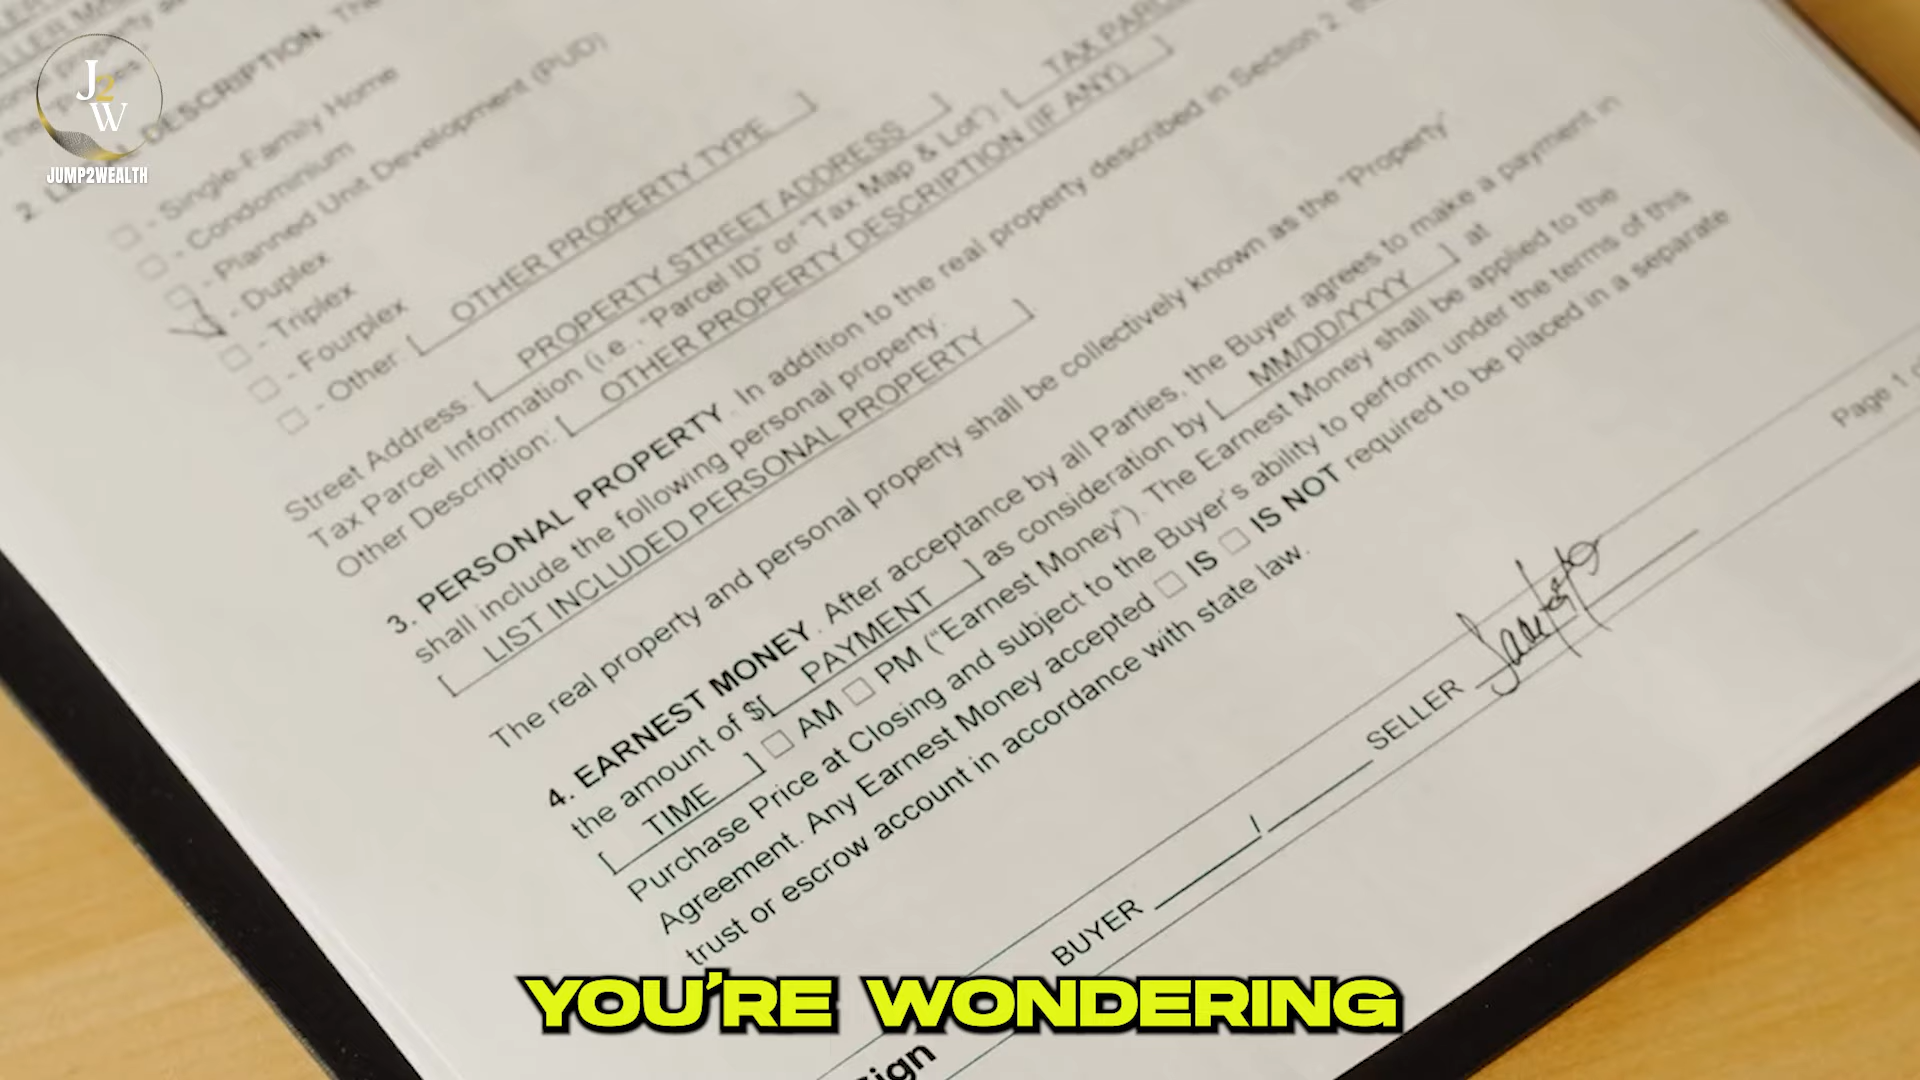 J2W
JUMP2WEALTH
DESCRIPTION. The
- Single-Family Home
- Condominium
- Planned Unit Development (PUD)
- Duplex
- Triplex
- Fourplex
- Other: [ OTHER PROPERTY TYPE ]
Street Address: [ PROPERTY STREET ADDRESS ]
Tax Parcel Information (i.e., "Parcel ID" or "Tax Map & Lot"): [ TAX PARCEL
Other Description: [ OTHER PROPERTY DESCRIPTION (IF ANY) ]
3. PERSONAL PROPERTY. In addition to the real property described in Section 2
shall include the following personal property:
[ LIST INCLUDED PERSONAL PROPERTY ]
The real property and personal property shall be collectively known as the "Property"
4. EARNEST MONEY. After acceptance by all Parties, the Buyer agrees to make a payment in
the amount of $[ PAYMENT ] as consideration by [ MM/DD/YYYY ] at
[ TIME ] ☐ AM ☐ PM ("Earnest Money"). The Earnest Money shall be applied to the
Purchase Price at Closing and subject to the Buyer's ability to perform under the terms of this
Agreement. Any Earnest Money accepted ☐ IS ☐ IS NOT required to be placed in a separate
trust or escrow account in accordance with state law.
BUYER / SELLER
Page 1
YOU'RE WONDERING
Sign